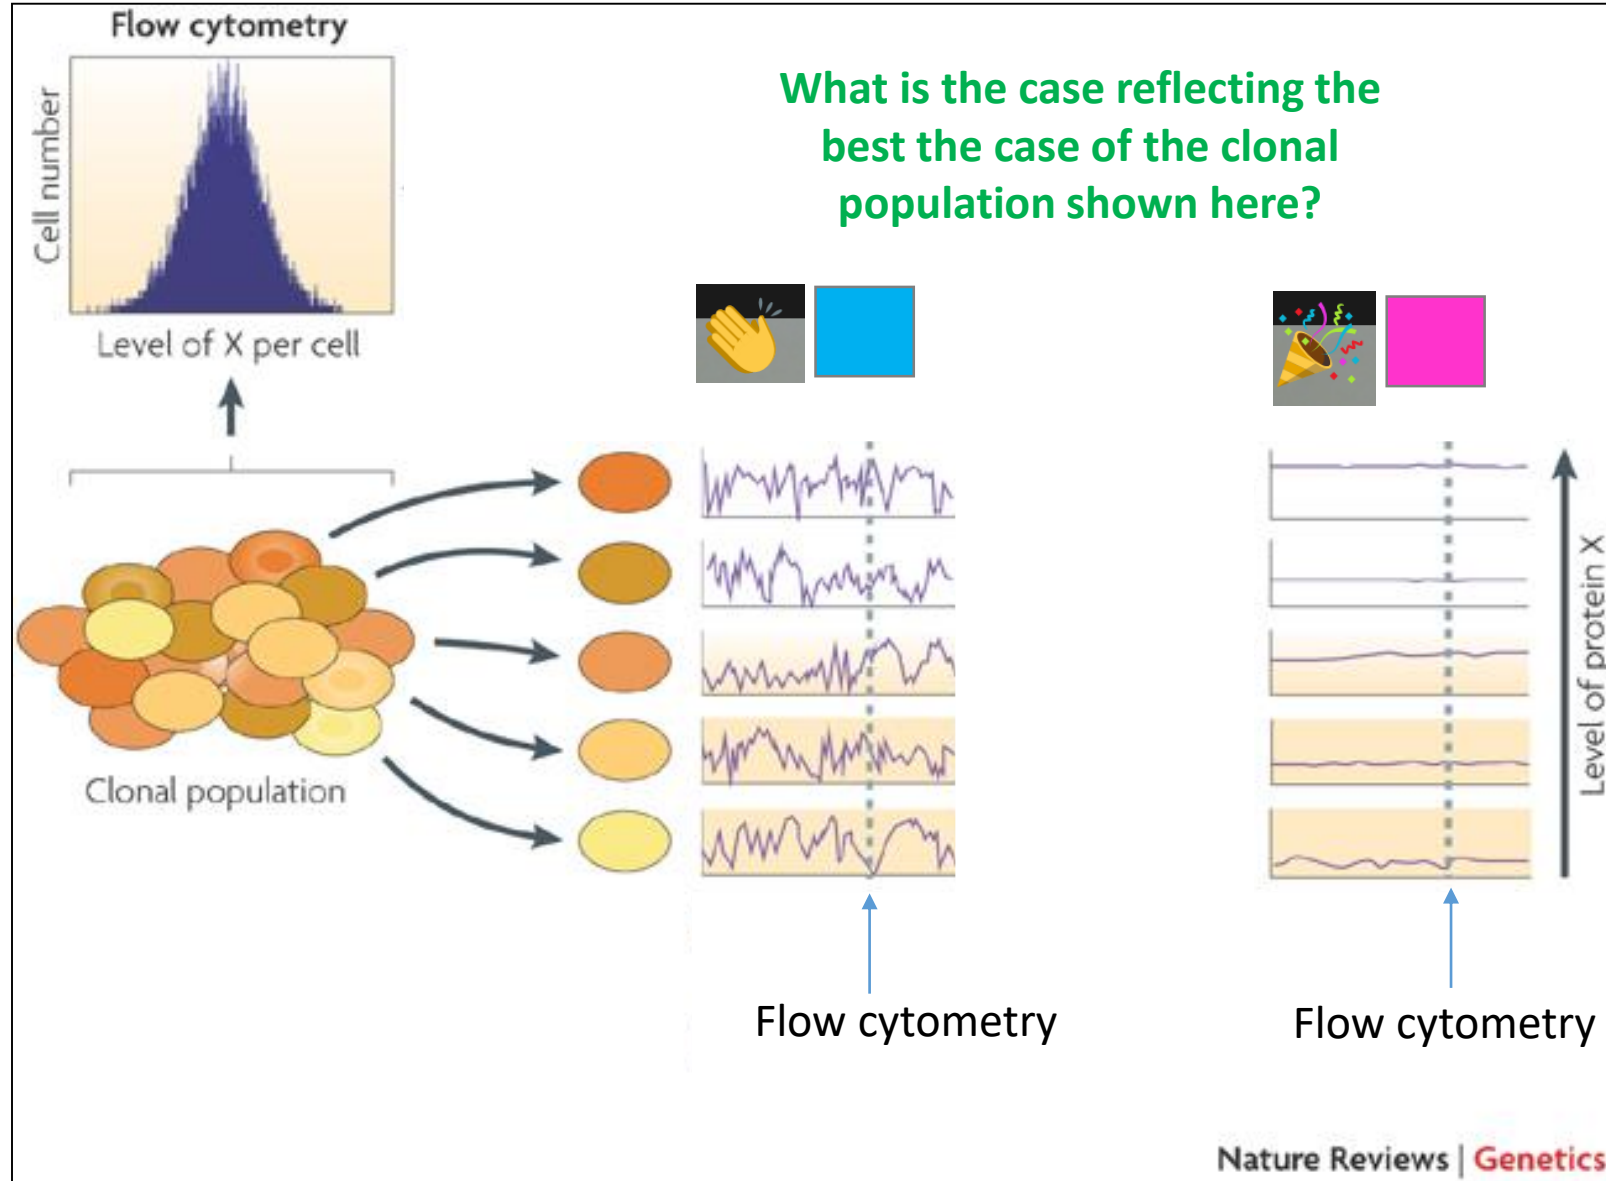 Flow cytometry
Cell number
Level of X per cell
What is the case reflecting the
best the case of the clonal
population shown here?
Clonal population
Level of protein X
Flow cytometry
Flow cytometry
Nature Reviews | Genetics